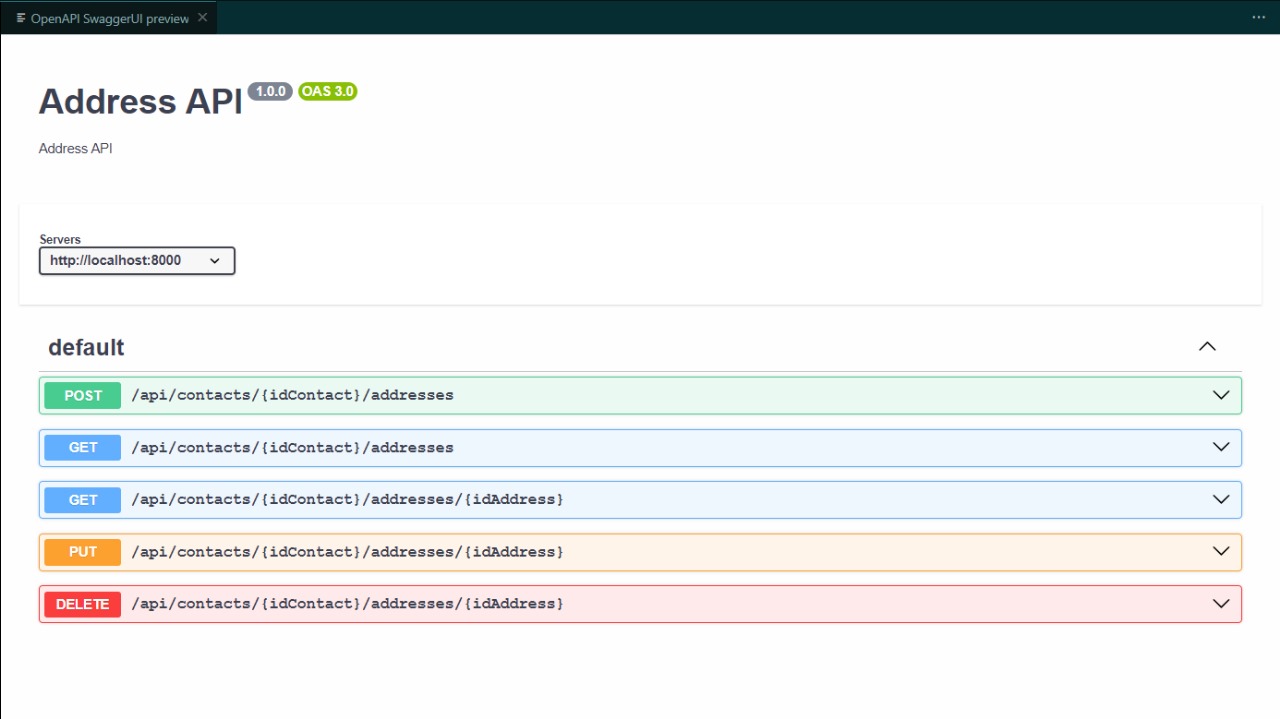 OpenAPI SwaggerUI preview
Address API 1.0.0 OAS 3.0
Address API
Servers
http://localhost:8000
default
POST /api/contacts/{idContact}/addresses
GET /api/contacts/{idContact}/addresses
GET /api/contacts/{idContact}/addresses/{idAddress}
PUT /api/contacts/{idContact}/addresses/{idAddress}
DELETE /api/contacts/{idContact}/addresses/{idAddress}